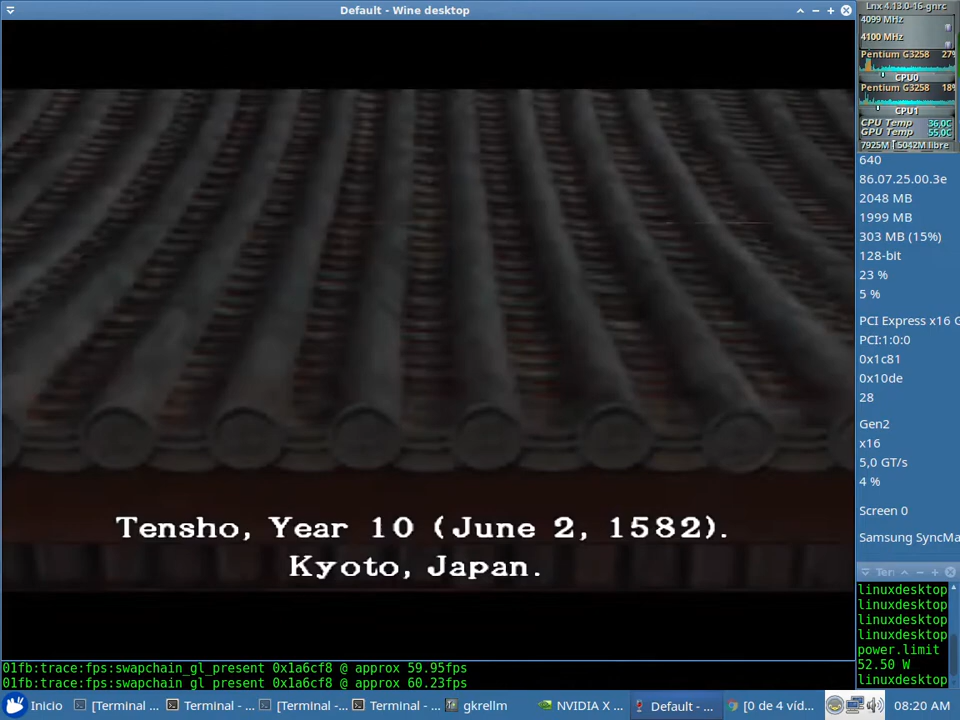 Default - Wine desktop
Tensho, Year 10 (June 2, 1582).
Kyoto, Japan.
01fb:trace:fps:swapchain_gl_present 0x1a6cf8 @ approx 59.95fps
01fb:trace:fps:swapchain_gl_present 0x1a6cf8 @ approx 60.23fps
Lnx 4.13.0-16-gnrc
4099 MHz
4100 MHz
Pentium G3258 27%
CPU0
Pentium G3258 18%
CPU1
CPU Temp 36.0C
GPU Temp 55.0C
7925M 5042M libre
640
86.07.25.00.3e
2048 MB
1999 MB
303 MB (15%)
128-bit
23 %
5 %
PCI Express x16 G
PCI:1:0:0
0x1c81
0x10de
28
Gen2
x16
5,0 GT/s
4 %
Screen 0
Samsung SyncMa
Ter
linuxdesktop
linuxdesktop
linuxdesktop
linuxdesktop
power.limit
52.50 W
linuxdesktop
Inicio [Terminal ... Terminal - ... [Terminal -... Terminal - ... gkrellm NVIDIA X ... Default - ... [0 de 4 víd... 08:20 AM